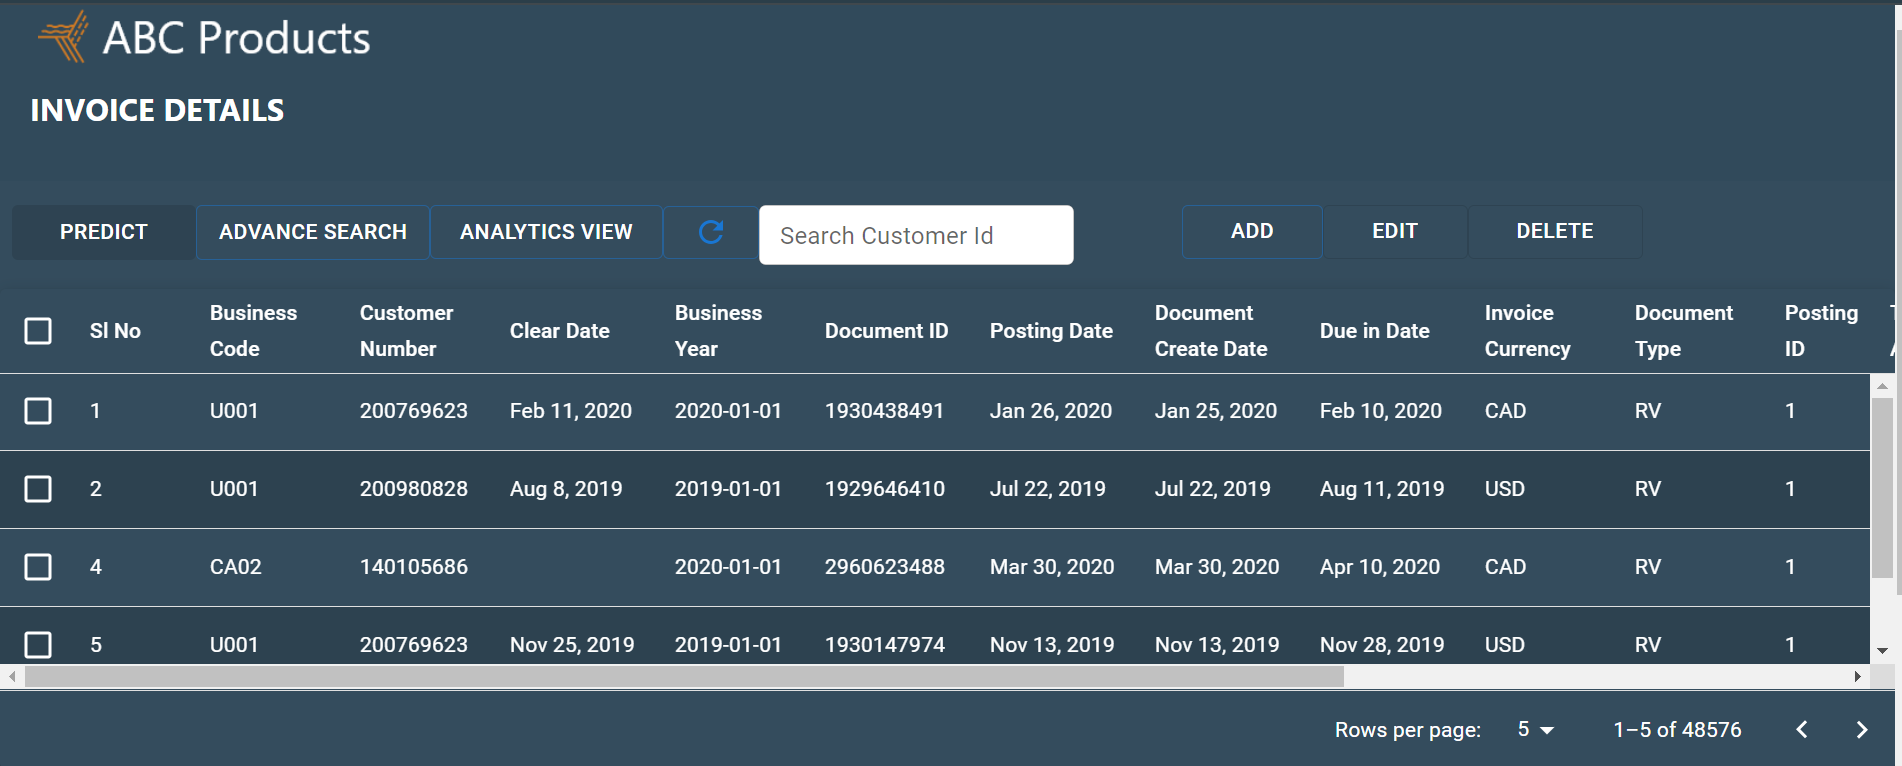 ABC Products
INVOICE DETAILS
PREDICT ADVANCE SEARCH ANALYTICS VIEW Search Customer Id ADD EDIT DELETE
Sl No Business Code Customer Number Clear Date Business Year Document ID Posting Date Document Create Date Due in Date Invoice Currency Document Type Posting ID
1 U001 200769623 Feb 11, 2020 2020-01-01 1930438491 Jan 26, 2020 Jan 25, 2020 Feb 10, 2020 CAD RV 1
2 U001 200980828 Aug 8, 2019 2019-01-01 1929646410 Jul 22, 2019 Jul 22, 2019 Aug 11, 2019 USD RV 1
4 CA02 140105686 2020-01-01 2960623488 Mar 30, 2020 Mar 30, 2020 Apr 10, 2020 CAD RV 1
5 U001 200769623 Nov 25, 2019 2019-01-01 1930147974 Nov 13, 2019 Nov 13, 2019 Nov 28, 2019 USD RV 1
Rows per page: 5 1–5 of 48576